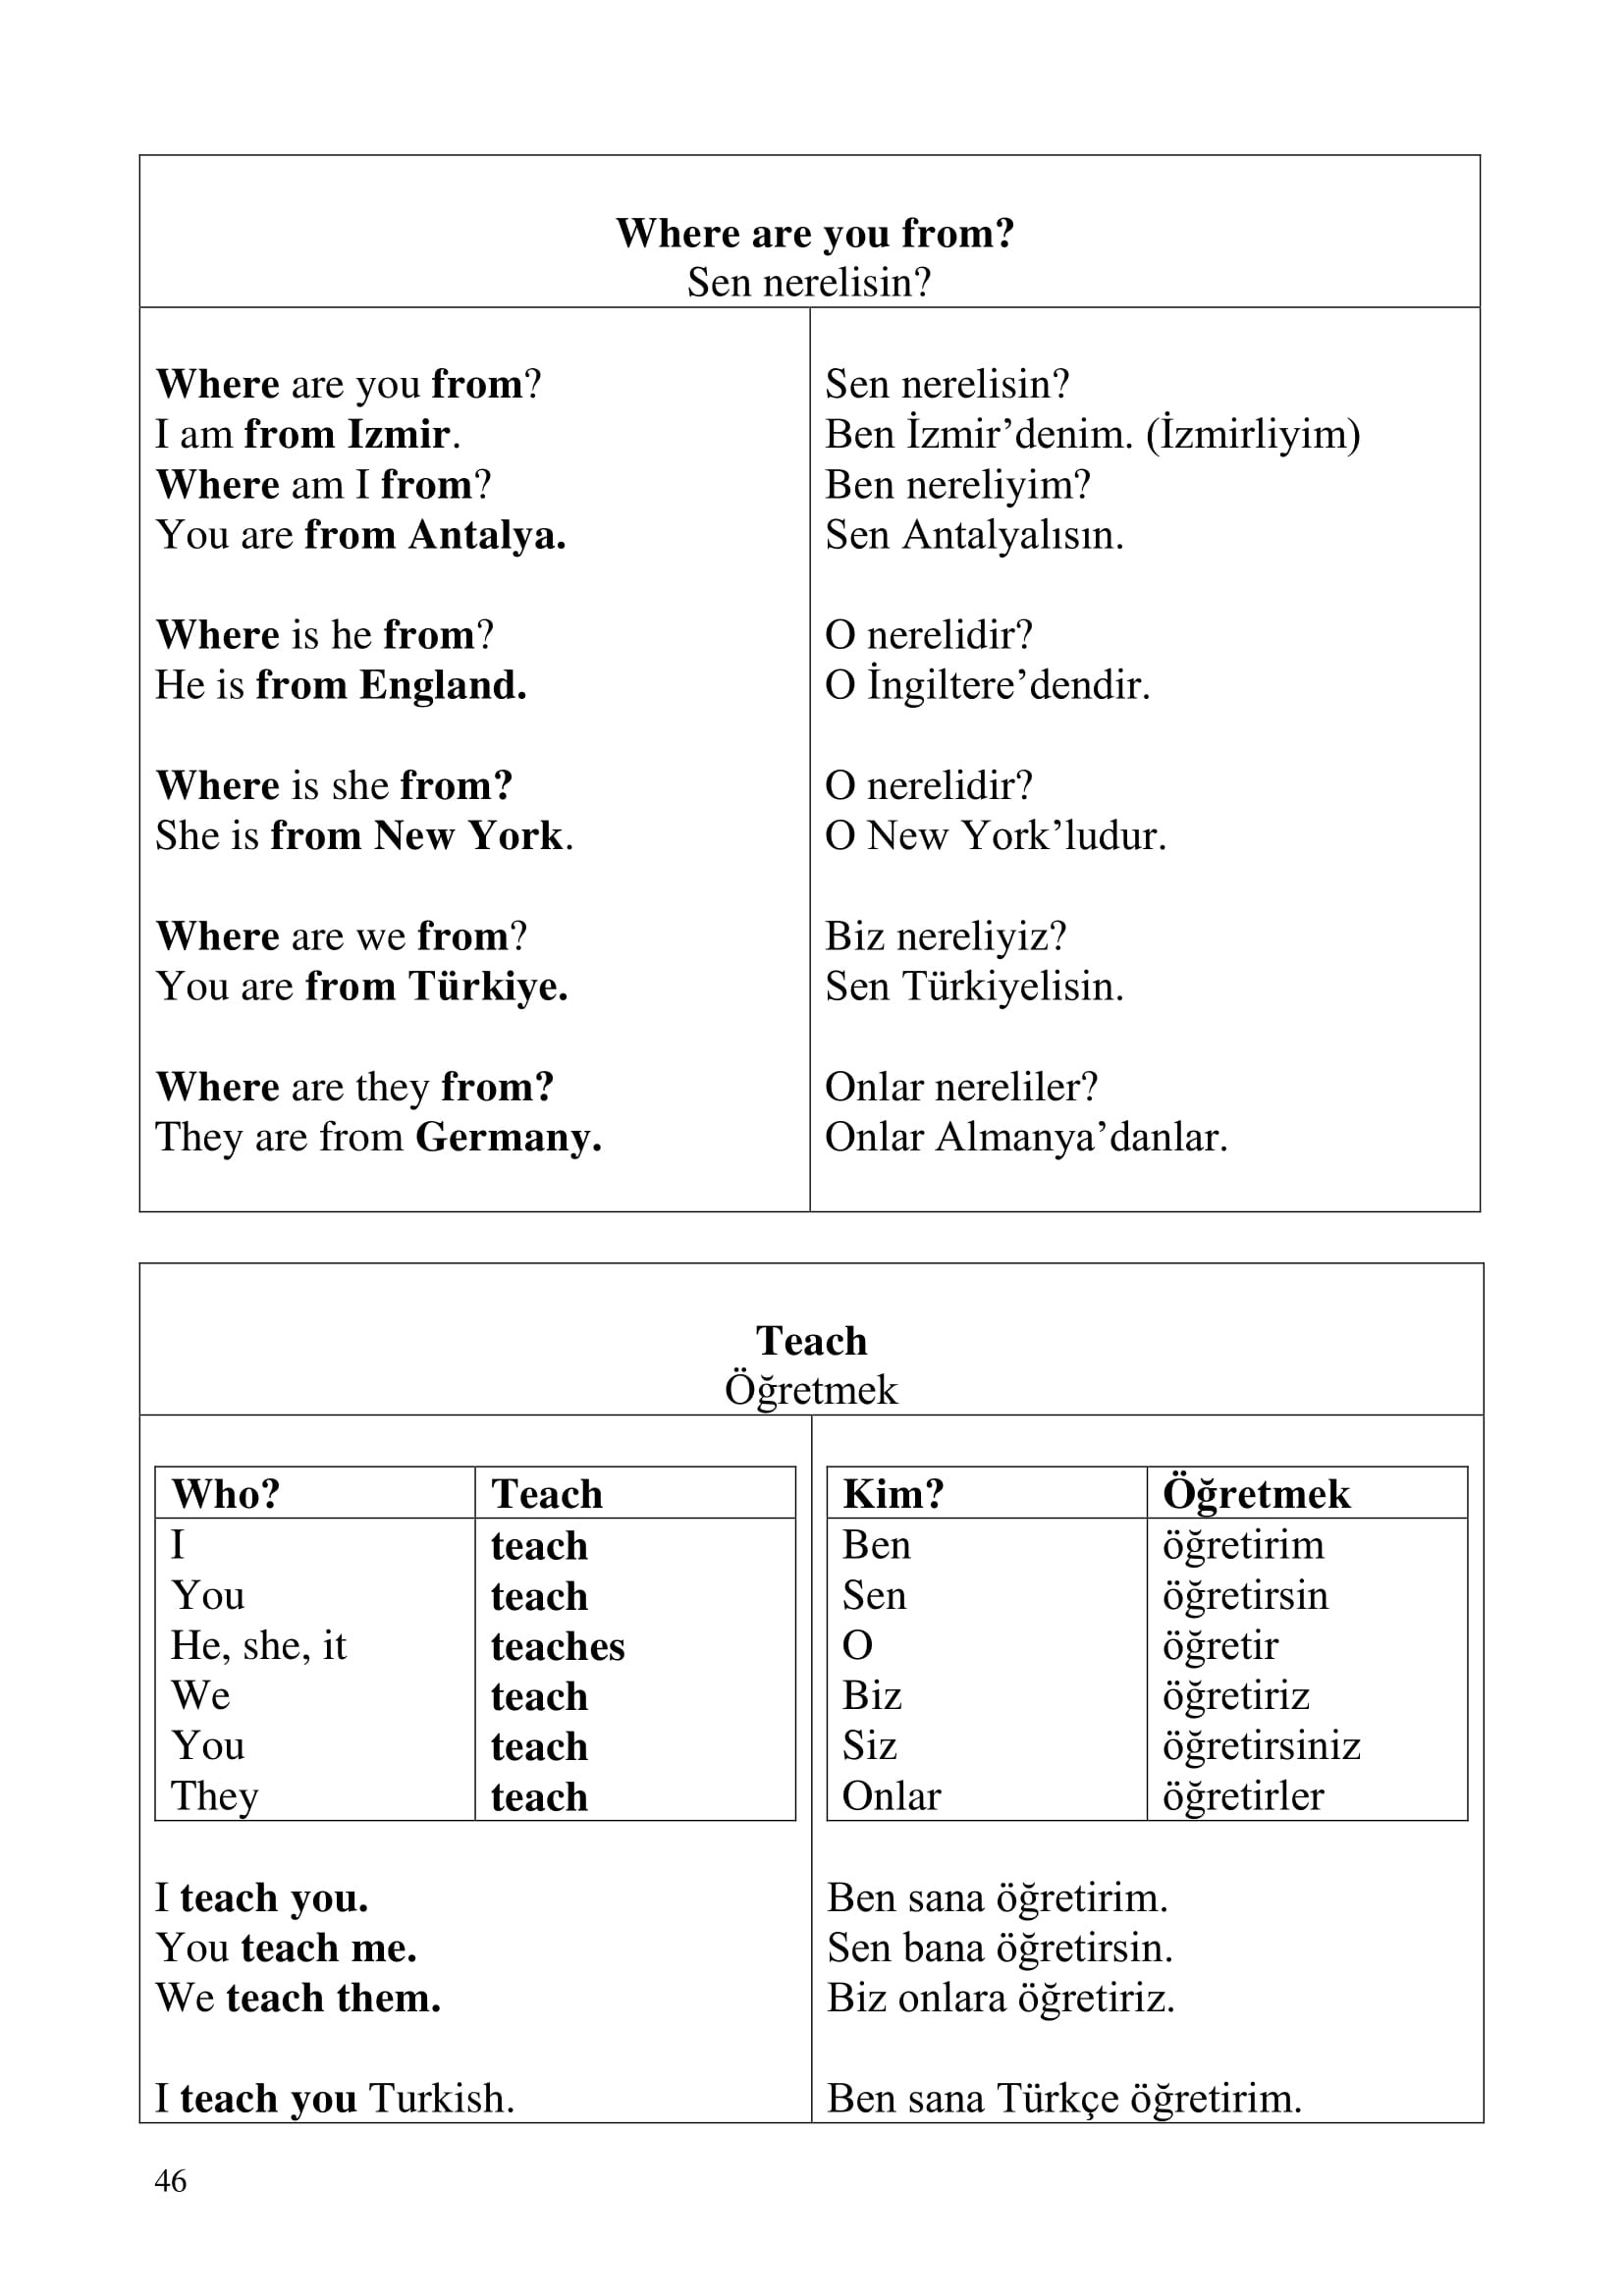 Where are you from?
Sen nerelisin?
Where are you from?
I am from Izmir.
Where am I from?
You are from Antalya.
Where is he from?
He is from England.
Where is she from?
She is from New York.
Where are we from?
You are from Türkiye.
Where are they from?
They are from Germany.
Sen nerelisin?
Ben İzmir’denim. (İzmirliyim)
Ben nereliyim?
Sen Antalyalısın.
O nerelidir?
O İngiltere’dendir.
O nerelidir?
O New York’ludur.
Biz nereliyiz?
Sen Türkiyelisin.
Onlar nereliler?
Onlar Almanya’danlar.
Teach
Öğretmek
Who? Teach
I teach
You teach
He, she, it teaches
We teach
You teach
They teach
I teach you.
You teach me.
We teach them.
I teach you Turkish.
Kim? Öğretmek
Ben öğretirim
Sen öğretirsin
O öğretir
Biz öğretiriz
Siz öğretirsiniz
Onlar öğretirler
Ben sana öğretirim.
Sen bana öğretirsin.
Biz onlara öğretiriz.
Ben sana Türkçe öğretirim.
46